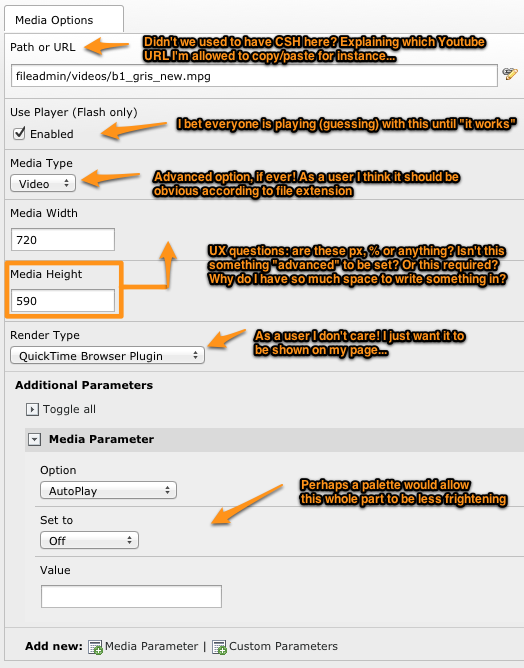 Media Options
Path or URL
Didn't we used to have CSH here? Explaining which Youtube
URL I'm allowed to copy/paste for instance...
fileadmin/videos/b1_gris_new.mpg
Use Player (Flash only)
Enabled
I bet everyone is playing (guessing) with this until "it works"
Media Type
Video
Advanced option, if ever! As a user I think it should be
obvious according to file extension
Media Width
720
UX questions: are these px, % or anything? Isn't this
something "advanced" to be set? Or this required?
Why do I have so much space to write something in?
Media Height
590
Render Type
QuickTime Browser Plugin
As a user I don't care! I just want it to
be shown on my page...
Additional Parameters
Toggle all
Media Parameter
Option
AutoPlay
Perhaps a palette would allow
this whole part to be less frightening
Set to
Off
Value
Add new: Media Parameter | Custom Parameters